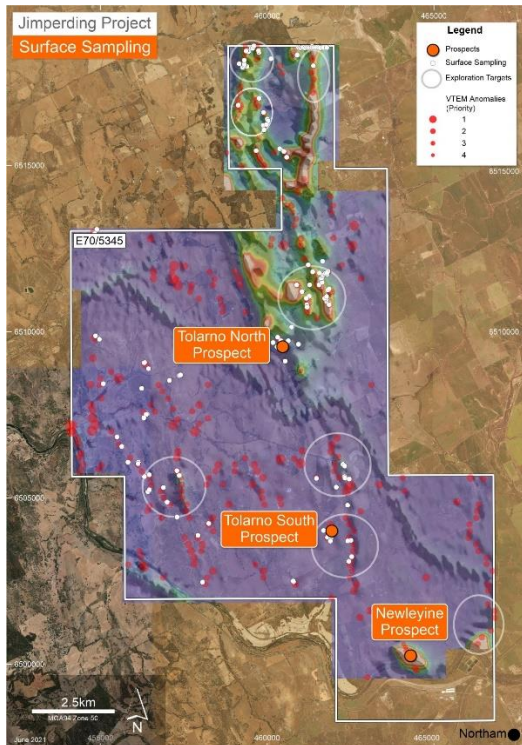 Jimperding Project
Surface Sampling
460000
465000
Legend
Prospects
Surface Sampling
Exploration Targets
VTEM Anomalies
(Priority)
1
2
3
4
6515000
6515000
E70/5345
6510000
6510000
Tolarno North
Prospect
6505000
6505000
Tolarno South
Prospect
Newleyine
Prospect
6500000
6500000
2.5km
MGA94 Zone 50
N
455000
460000
465000
June 2021
Northam